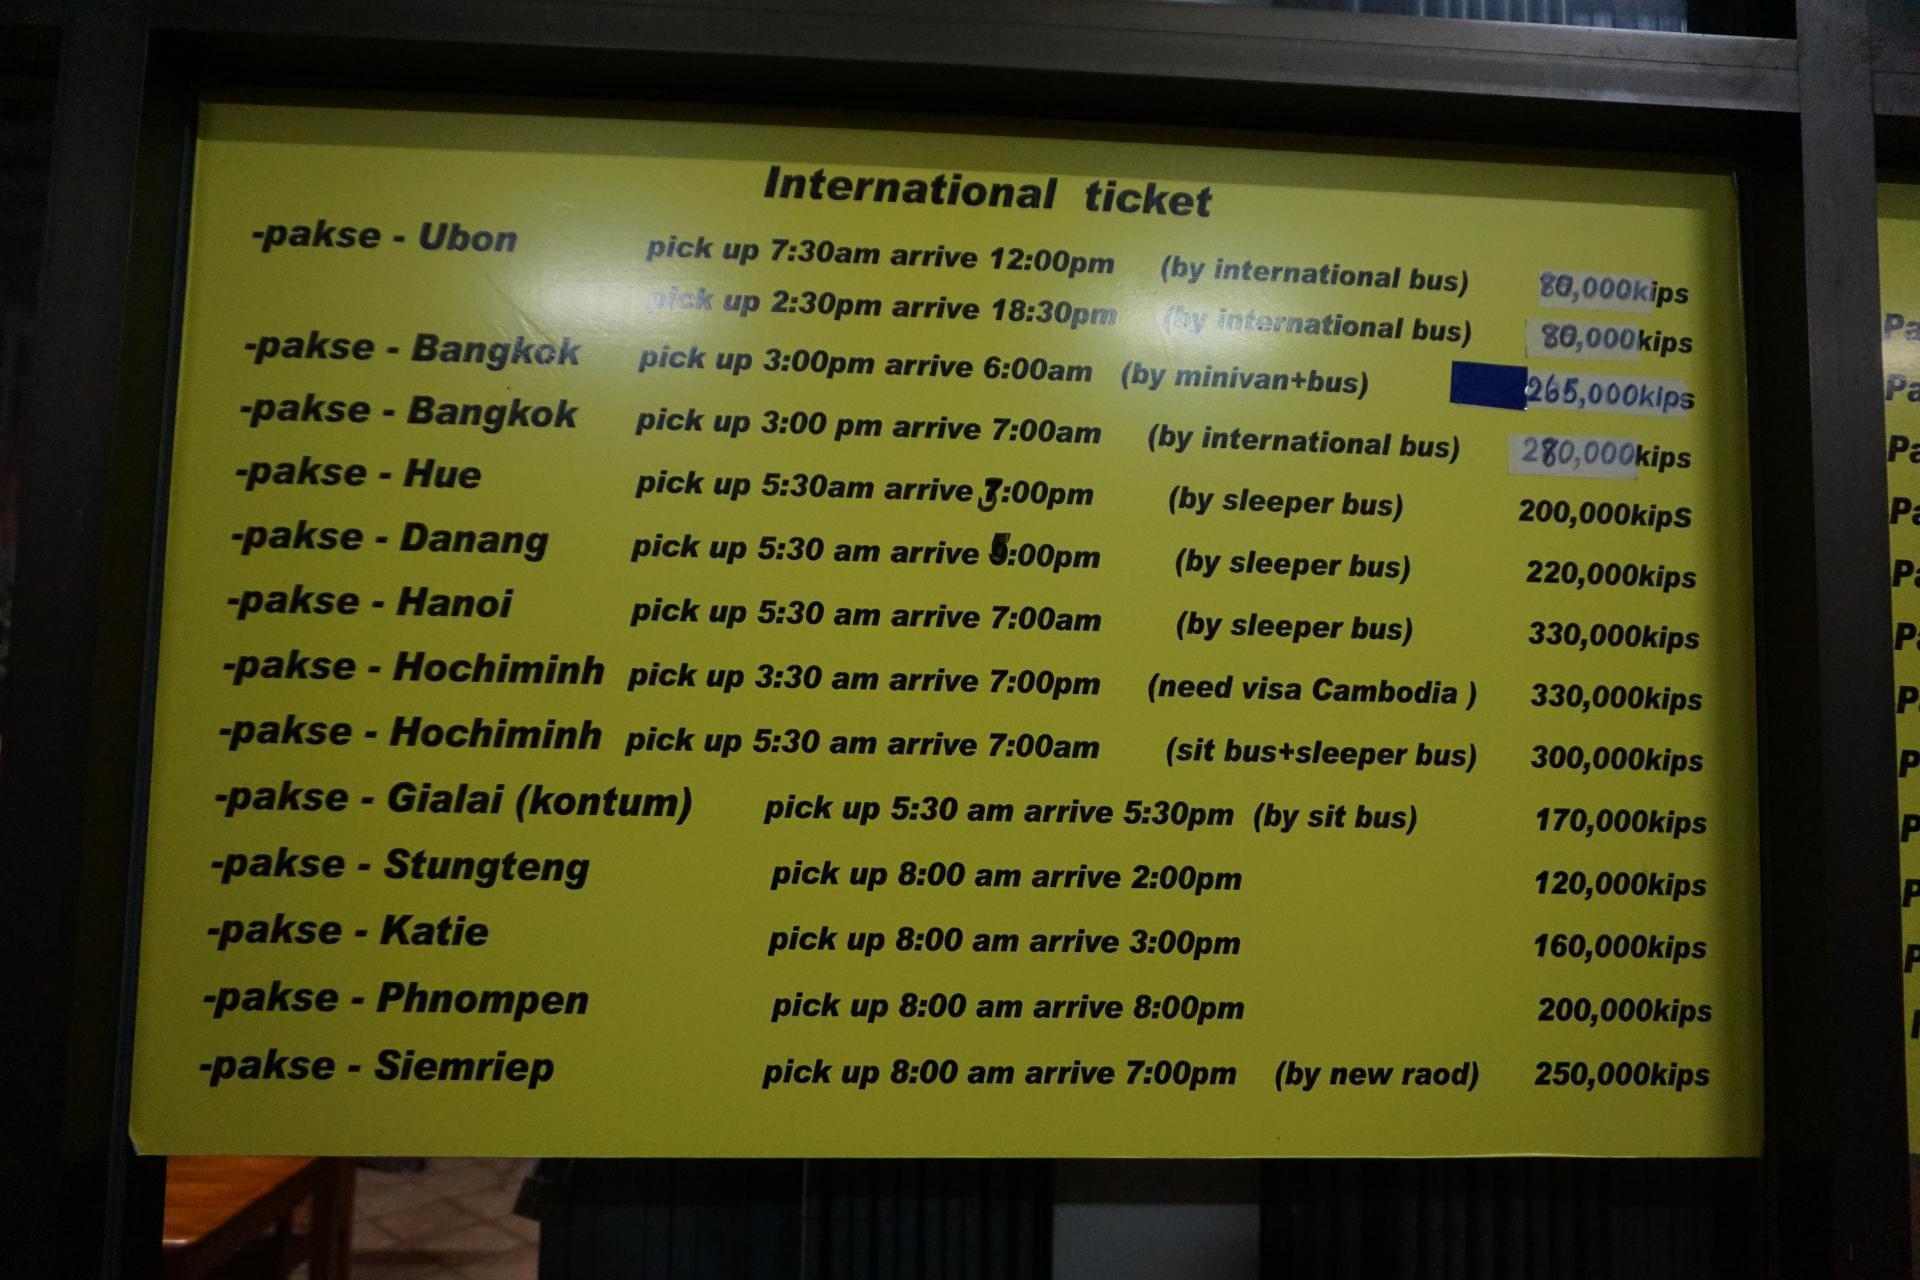 International ticket
-pakse - Ubon pick up 7:30am arrive 12:00pm (by international bus) 80,000kips
pick up 2:30pm arrive 18:30pm (by international bus) 80,000kips
-pakse - Bangkok pick up 3:00pm arrive 6:00am (by minivan+bus) 265,000kips
-pakse - Bangkok pick up 3:00 pm arrive 7:00am (by international bus) 280,000kips
-pakse - Hue pick up 5:30am arrive :00pm (by sleeper bus) 200,000kipS
-pakse - Danang pick up 5:30 am arrive :00pm (by sleeper bus) 220,000kips
-pakse - Hanoi pick up 5:30 am arrive 7:00am (by sleeper bus) 330,000kips
-pakse - Hochiminh pick up 3:30 am arrive 7:00pm (need visa Cambodia ) 330,000kips
-pakse - Hochiminh pick up 5:30 am arrive 7:00am (sit bus+sleeper bus) 300,000kips
-pakse - Gialai (kontum) pick up 5:30 am arrive 5:30pm (by sit bus) 170,000kips
-pakse - Stungteng pick up 8:00 am arrive 2:00pm 120,000kips
-pakse - Katie pick up 8:00 am arrive 3:00pm 160,000kips
-pakse - Phnompen pick up 8:00 am arrive 8:00pm 200,000kips
-pakse - Siemriep pick up 8:00 am arrive 7:00pm (by new raod) 250,000kips